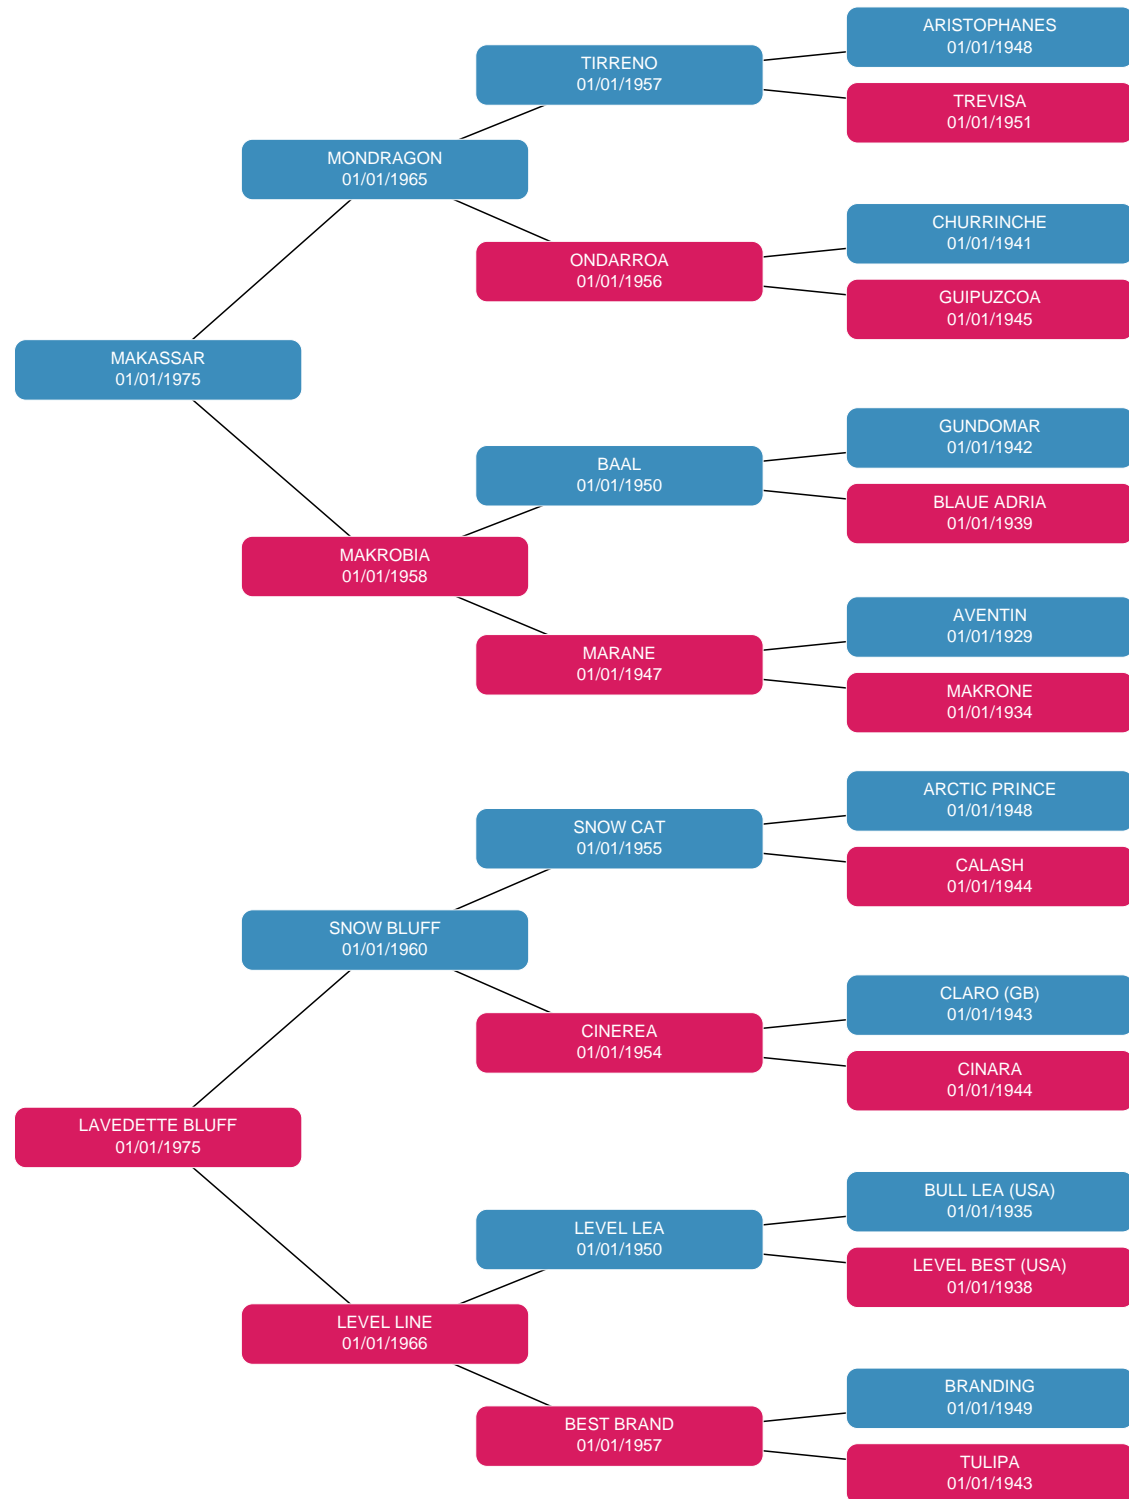 ARISTOPHANES
01/01/1948
TIRRENO
01/01/1957
TREVISA
01/01/1951
MONDRAGON
01/01/1965
CHURRINCHE
01/01/1941
ONDARROA
01/01/1956
GUIPUZCOA
01/01/1945
MAKASSAR
01/01/1975
GUNDOMAR
01/01/1942
BAAL
01/01/1950
BLAUE ADRIA
01/01/1939
MAKROBIA
01/01/1958
AVENTIN
01/01/1929
MARANE
01/01/1947
MAKRONE
01/01/1934
ARCTIC PRINCE
01/01/1948
SNOW CAT
01/01/1955
CALASH
01/01/1944
SNOW BLUFF
01/01/1960
CLARO (GB)
01/01/1943
CINEREA
01/01/1954
CINARA
01/01/1944
LAVEDETTE BLUFF
01/01/1975
BULL LEA (USA)
01/01/1935
LEVEL LEA
01/01/1950
LEVEL BEST (USA)
01/01/1938
LEVEL LINE
01/01/1966
BRANDING
01/01/1949
BEST BRAND
01/01/1957
TULIPA
01/01/1943